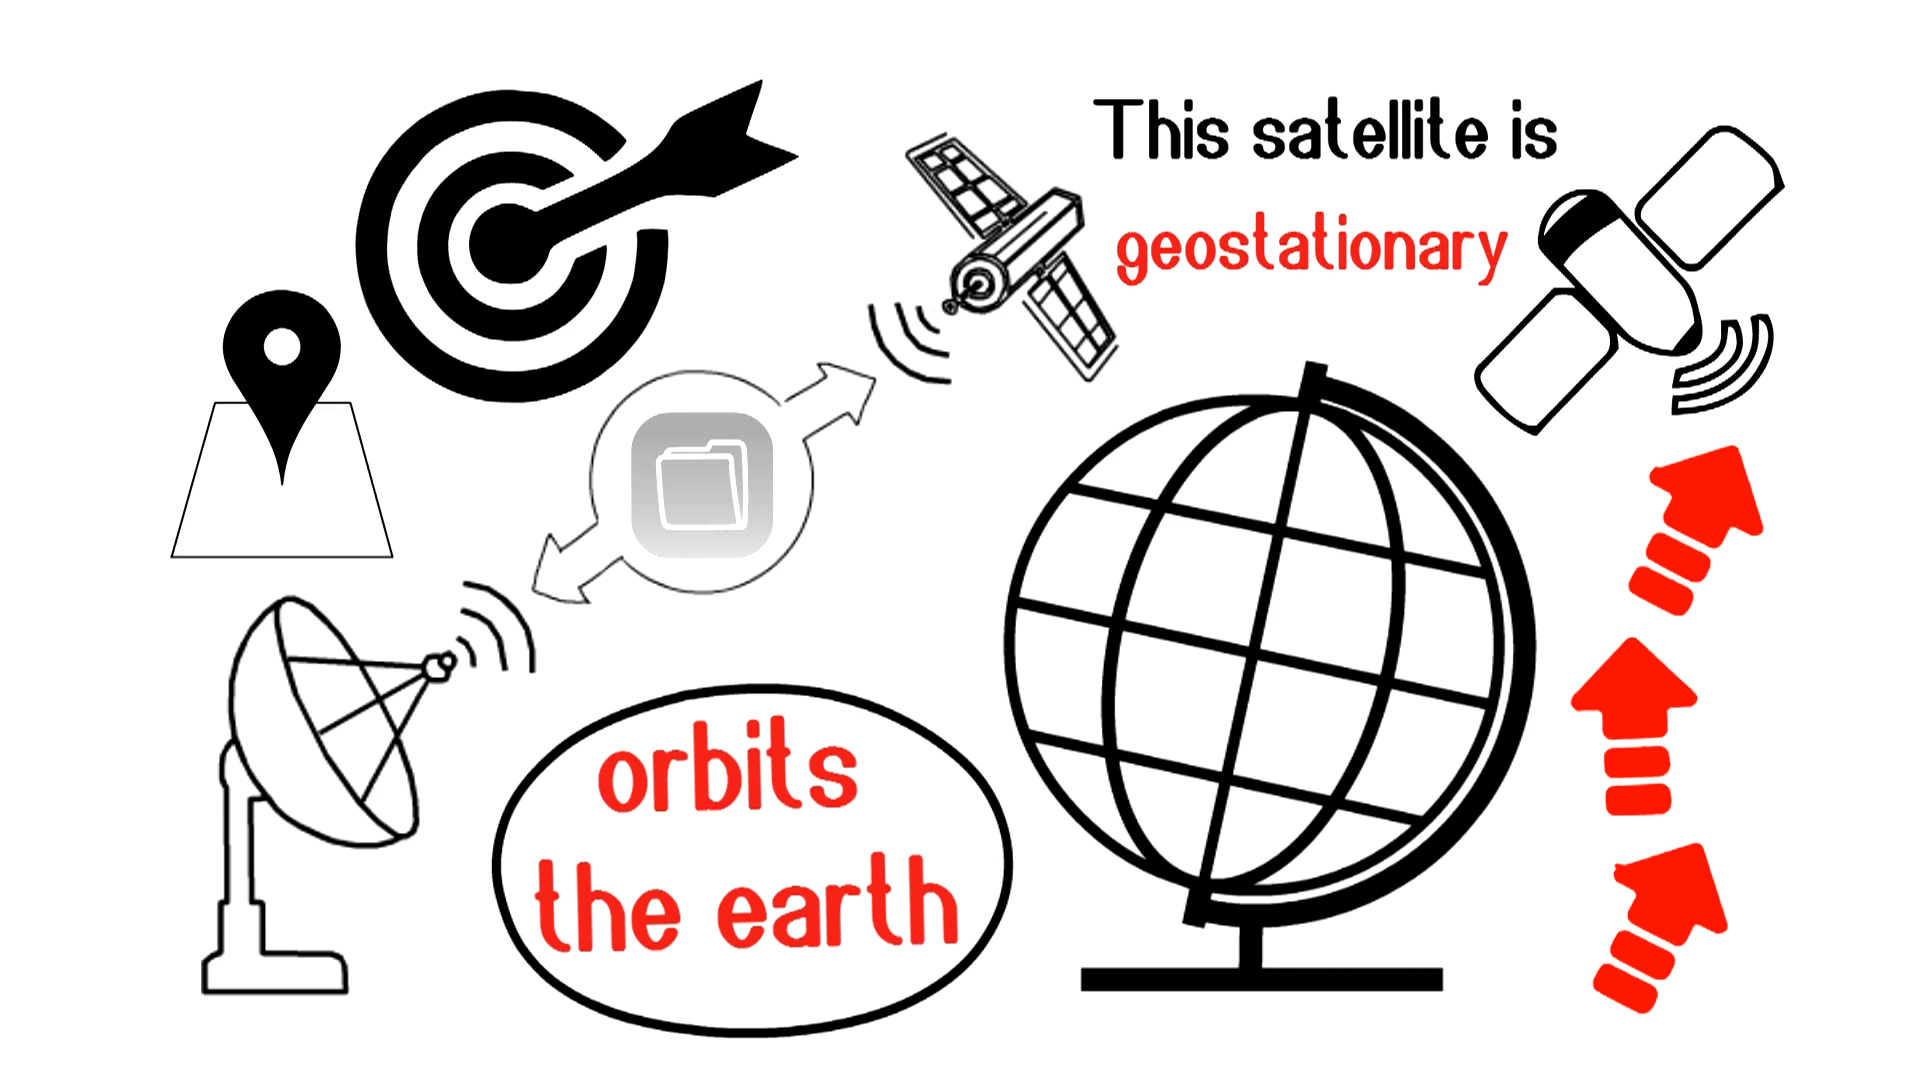 This satellite is
geostationary
orbits
the earth